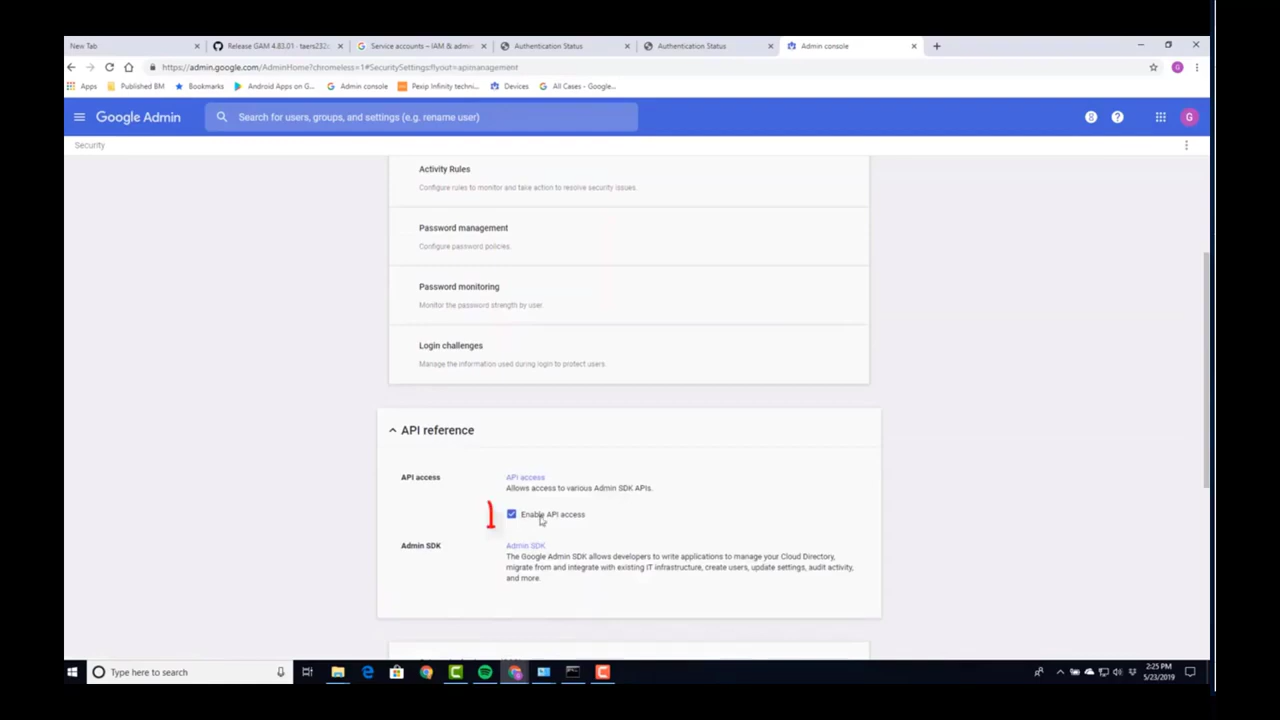 New Tab
Release GAM 4.83.01 - taers232c
Service accounts – IAM & admin
Authentication Status
Authentication Status
Admin console
https://admin.google.com/AdminHome?chromeless=1#SecuritySettings:flyout=apimanagement
Apps
Published BM
Bookmarks
Android Apps on G...
Admin console
Pexip Infinity techni...
Devices
All Cases - Google...
Google Admin
Search for users, groups, and settings (e.g. rename user)
8
?
G
Security
Activity Rules
Configure rules to monitor and take action to resolve security issues.
Password management
Configure password policies.
Password monitoring
Monitor the password strength by user.
Login challenges
Manage the information used during login to protect users.
API reference
API access
API access
Allows access to various Admin SDK APIs.
Enable API access
Admin SDK
Admin SDK
The Google Admin SDK allows developers to write applications to manage your Cloud Directory,
migrate from and integrate with existing IT infrastructure, create users, update settings, audit activity,
and more.
Type here to search
2:25 PM
5/23/2019